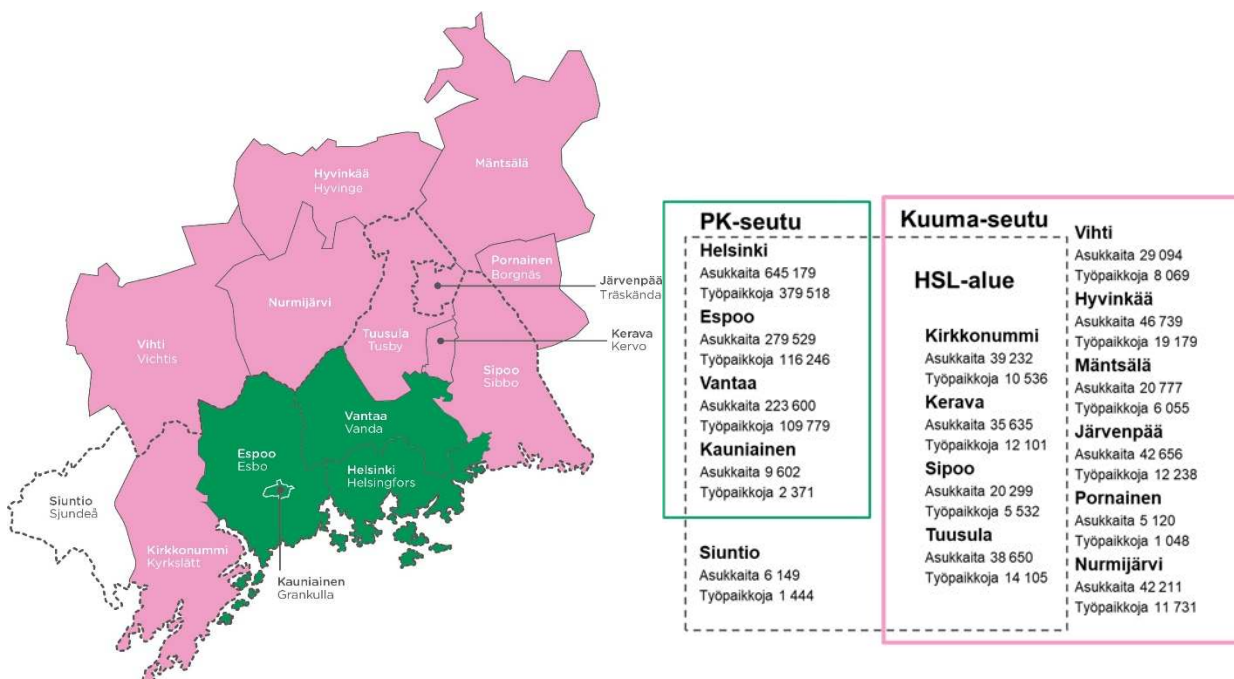 Mäntsälä
Hyvinkää
Hyvinge
Pornainen
Borgnäs
Järvenpää
Träskända
Nurmijärvi
Tuusula
Tusby
Kerava
Kervo
Vihti
Vichtis
Sipoo
Sibbo
Vantaa
Vanda
Espoo
Esbo
Helsinki
Helsingfors
Siuntio
Sjundeå
Kirkkonummi
Kyrkslätt
Kauniainen
Grankulla
PK-seutu
Helsinki
Asukkaita 645 179
Työpaikkoja 379 518
Espoo
Asukkaita 279 529
Työpaikkoja 116 246
Vantaa
Asukkaita 223 600
Työpaikkoja 109 779
Kauniainen
Asukkaita 9 602
Työpaikkoja 2 371
Siuntio
Asukkaita 6 149
Työpaikkoja 1 444
Kuuma-seutu
HSL-alue
Kirkkonummi
Asukkaita 39 232
Työpaikkoja 10 536
Kerava
Asukkaita 35 635
Työpaikkoja 12 101
Sipoo
Asukkaita 20 299
Työpaikkoja 5 532
Tuusula
Asukkaita 38 650
Työpaikkoja 14 105
Vihti
Asukkaita 29 094
Työpaikkoja 8 069
Hyvinkää
Asukkaita 46 739
Työpaikkoja 19 179
Mäntsälä
Asukkaita 20 777
Työpaikkoja 6 055
Järvenpää
Asukkaita 42 656
Työpaikkoja 12 238
Pornainen
Asukkaita 5 120
Työpaikkoja 1 048
Nurmijärvi
Asukkaita 42 211
Työpaikkoja 11 731